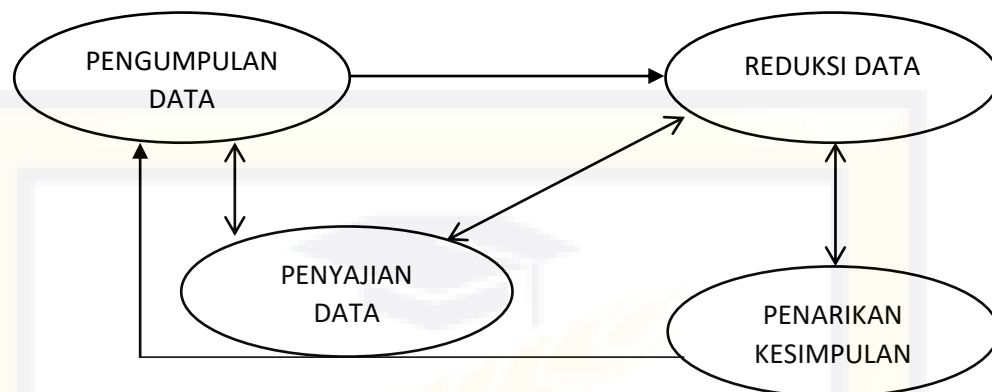 PENGUMPULAN
DATA
REDUKSI DATA
PENYAJIAN
DATA
PENARIKAN
KESIMPULAN